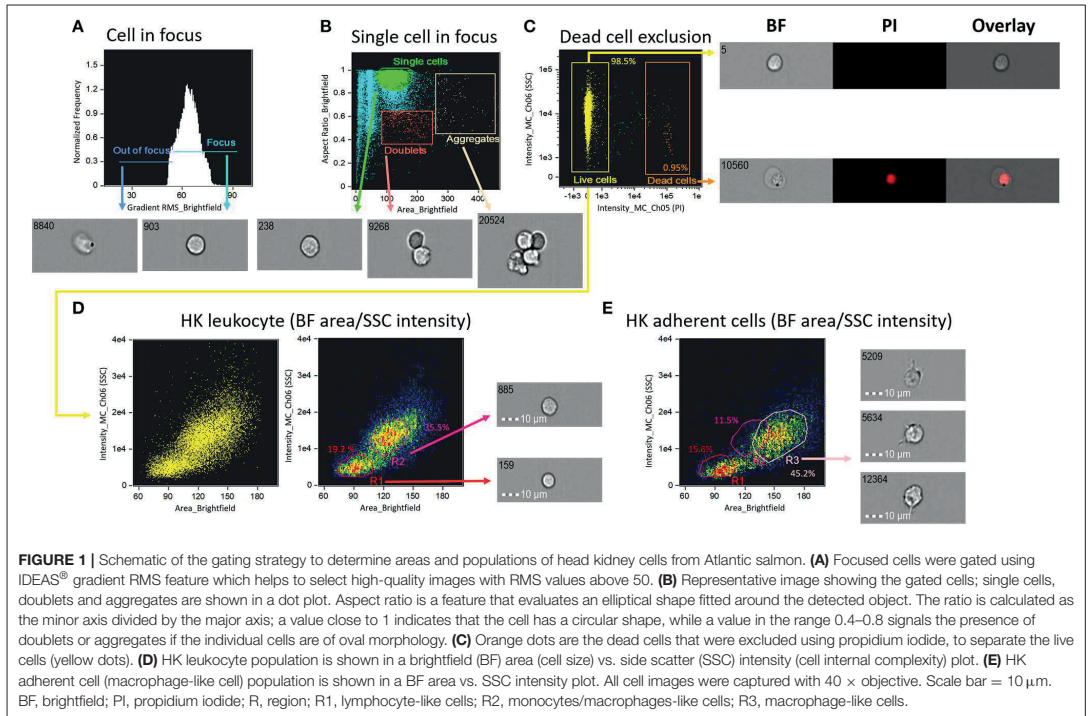 A Cell in focus
Normalized Frequency
1.5
1.2
0.9
0.6
0.3
0
Out of focus
Focus
30 60 90
Gradient RMS_Brightfield
8840
903
B Single cell in focus
Single cells
Aspect Ratio_Brightfield
1
0.8
0.6
0.4
0.2
0
Doublets
Aggregates
0 100 200 300 400
Area_Brightfield
238
9268
20524
C Dead cell exclusion
98.5%
Intensity_MC_Ch06 (SSC)
1e5
1e4
1e3
0
Live cells
0.95%
Dead cells
-1e3 0 1e3 1e4 1e5
Intensity_MC_Ch05 (PI)
BF PI Overlay
5
10560
D HK leukocyte (BF area/SSC intensity)
Intensity_MC_Ch06 (SSC)
4e4
3e4
2e4
1e4
0
60 90 120 150 180
Area_Brightfield
4e4
3e4
2e4
1e4
0
19.2 %
R2
R1
60 90 120 150 180
Area_Brightfield
885
10 µm
159
10 µm
E HK adherent cells (BF area/SSC intensity)
Intensity_MC_Ch06 (SSC)
4e4
3e4
2e4
1e4
0
11.5%
15.6%
R1
R3
45.2%
60 90 120 150 180
Area_Brightfield
5209
10 µm
5634
10 µm
12364
10 µm
FIGURE 1 | Schematic of the gating strategy to determine areas and populations of head kidney cells from Atlantic salmon. (A) Focused cells were gated using
IDEAS® gradient RMS feature which helps to select high-quality images with RMS values above 50. (B) Representative image showing the gated cells; single cells,
doublets and aggregates are shown in a dot plot. Aspect ratio is a feature that evaluates an elliptical shape fitted around the detected object. The ratio is calculated as
the minor axis divided by the major axis; a value close to 1 indicates that the cell has a circular shape, while a value in the range 0.4–0.8 signals the presence of
doublets or aggregates if the individual cells are of oval morphology. (C) Orange dots are the dead cells that were excluded using propidium iodide, to separate the live
cells (yellow dots). (D) HK leukocyte population is shown in a brightfield (BF) area (cell size) vs. side scatter (SSC) intensity (cell internal complexity) plot. (E) HK
adherent cell (macrophage-like cell) population is shown in a BF area vs. SSC intensity plot. All cell images were captured with 40 × objective. Scale bar = 10 µm.
BF, brightfield; PI, propidium iodide; R, region; R1, lymphocyte-like cells; R2, monocytes/macrophages-like cells; R3, macrophage-like cells.